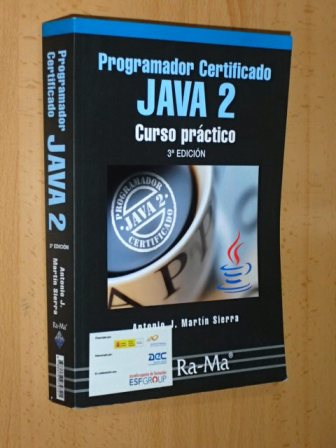 Programador Certificado
JAVA 2
Curso práctico
3ª EDICIÓN
PROGRAMADOR
JAVA 2
CERTIFICADO
Java
Antonio J. Martín Sierra
Ra-Ma®
ESFGROUP
Programador
Certificado
JAVA 2
3ª EDICIÓN
Antonio J.
Martín Sierra
Ra-Ma®